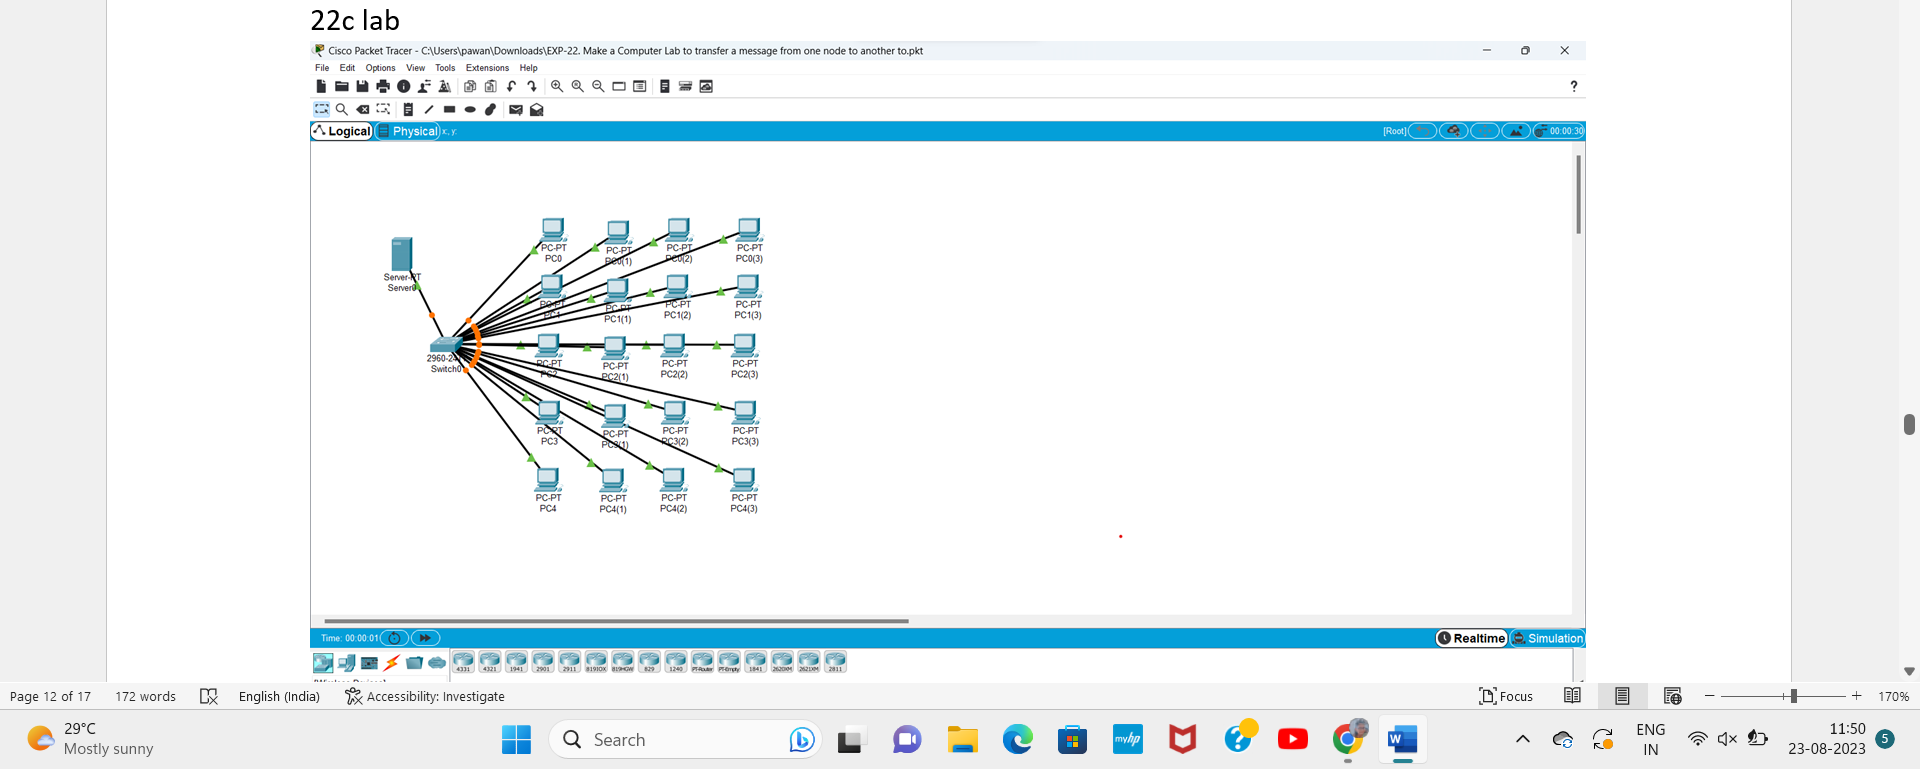 22c lab
Cisco Packet Tracer - C:\Users\pawan\Downloads\EXP-22. Make a Computer Lab to transfer a message from one node to another to.pkt
File Edit Options View Tools Extensions Help
?
Logical Physical x:, y: [Root] 00:00:30
PC-PT PC-PT PC-PT PC-PT
PC0 PC0(1) PC0(2) PC0(3)
Server-PT
Server0
PC-PT PC-PT PC-PT PC-PT
PC1 PC1(1) PC1(2) PC1(3)
2960-24
Switch0
PC-PT PC-PT PC-PT PC-PT
PC2 PC2(1) PC2(2) PC2(3)
PC-PT PC-PT PC-PT PC-PT
PC3 PC3(1) PC3(2) PC3(3)
PC-PT PC-PT PC-PT PC-PT
PC4 PC4(1) PC4(2) PC4(3)
Time: 00:00:01 Realtime Simulation
4331 4321 1941 2901 2911 819IOX 819HGW 829 1240 PT-Router PT-Empty 1841 2620XM 2621XM 2811
Page 12 of 17 172 words English (India) Accessibility: Investigate Focus 170%
29°C
Mostly sunny
Search
myhp
ENG
IN
11:50
23-08-2023
5